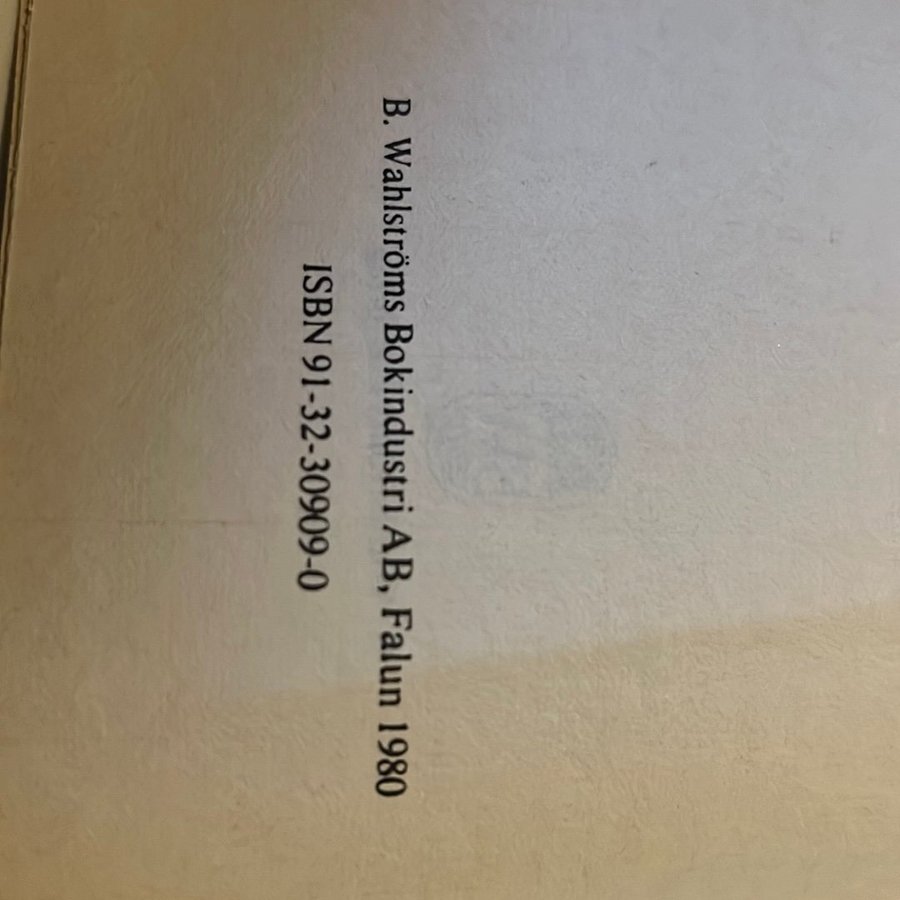 B. Wahlströms Bokindustri AB, Falun 1980
ISBN 91-32-30909-0